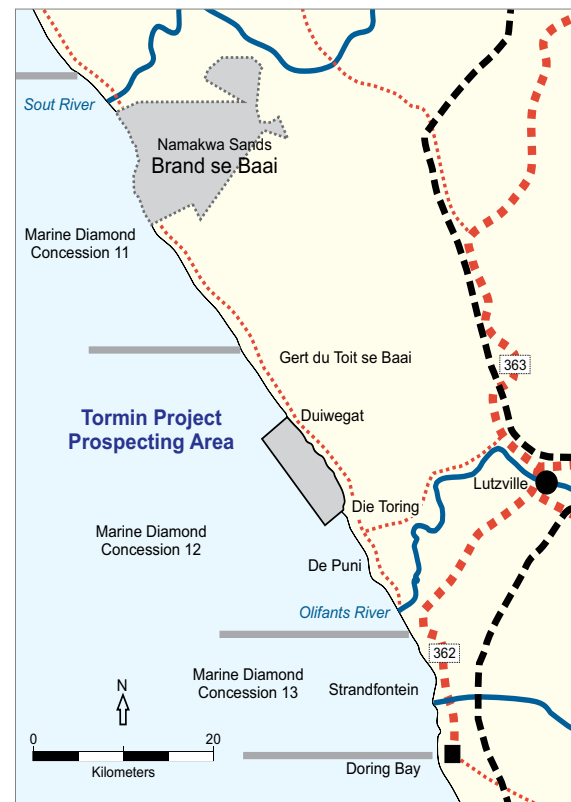 Sout River
Namakwa Sands
Brand se Baai
Marine Diamond
Concession 11
Gert du Toit se Baai
363
Tormin Project
Prospecting Area
Duiwegat
Lutzville
Die Toring
Marine Diamond
Concession 12
De Puni
Olifants River
362
Marine Diamond
Concession 13
Strandfontein
N
0 20
Kilometers
Doring Bay